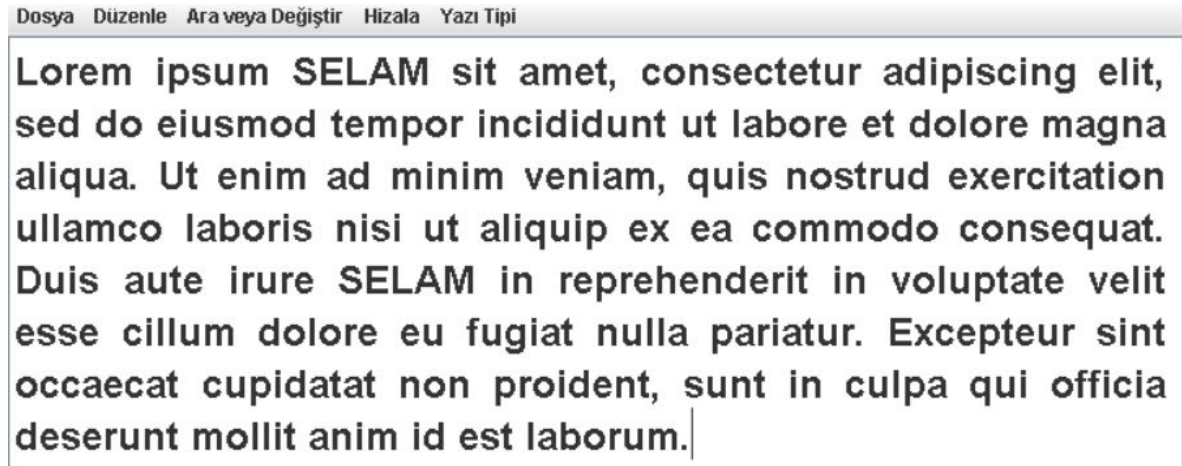 Dosya Düzenle Ara veya Değiştir Hizala Yazı Tipi
Lorem ipsum SELAM sit amet, consectetur adipiscing elit,
sed do eiusmod tempor incididunt ut labore et dolore magna
aliqua. Ut enim ad minim veniam, quis nostrud exercitation
ullamco laboris nisi ut aliquip ex ea commodo consequat.
Duis aute irure SELAM in reprehenderit in voluptate velit
esse cillum dolore eu fugiat nulla pariatur. Excepteur sint
occaecat cupidatat non proident, sunt in culpa qui officia
deserunt mollit anim id est laborum.